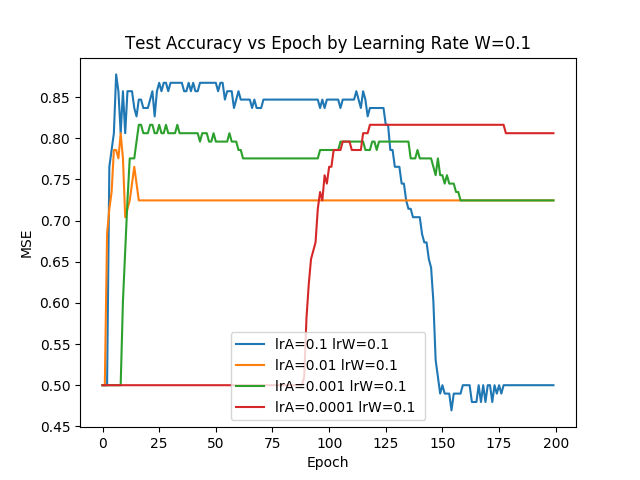 Test Accuracy vs Epoch by Learning Rate W=0.1
MSE
0.85
0.80
0.75
0.70
0.65
0.60
0.55
0.50
0.45
lrA=0.1 lrW=0.1
lrA=0.01 lrW=0.1
lrA=0.001 lrW=0.1
lrA=0.0001 lrW=0.1
0 25 50 75 100 125 150 175 200
Epoch